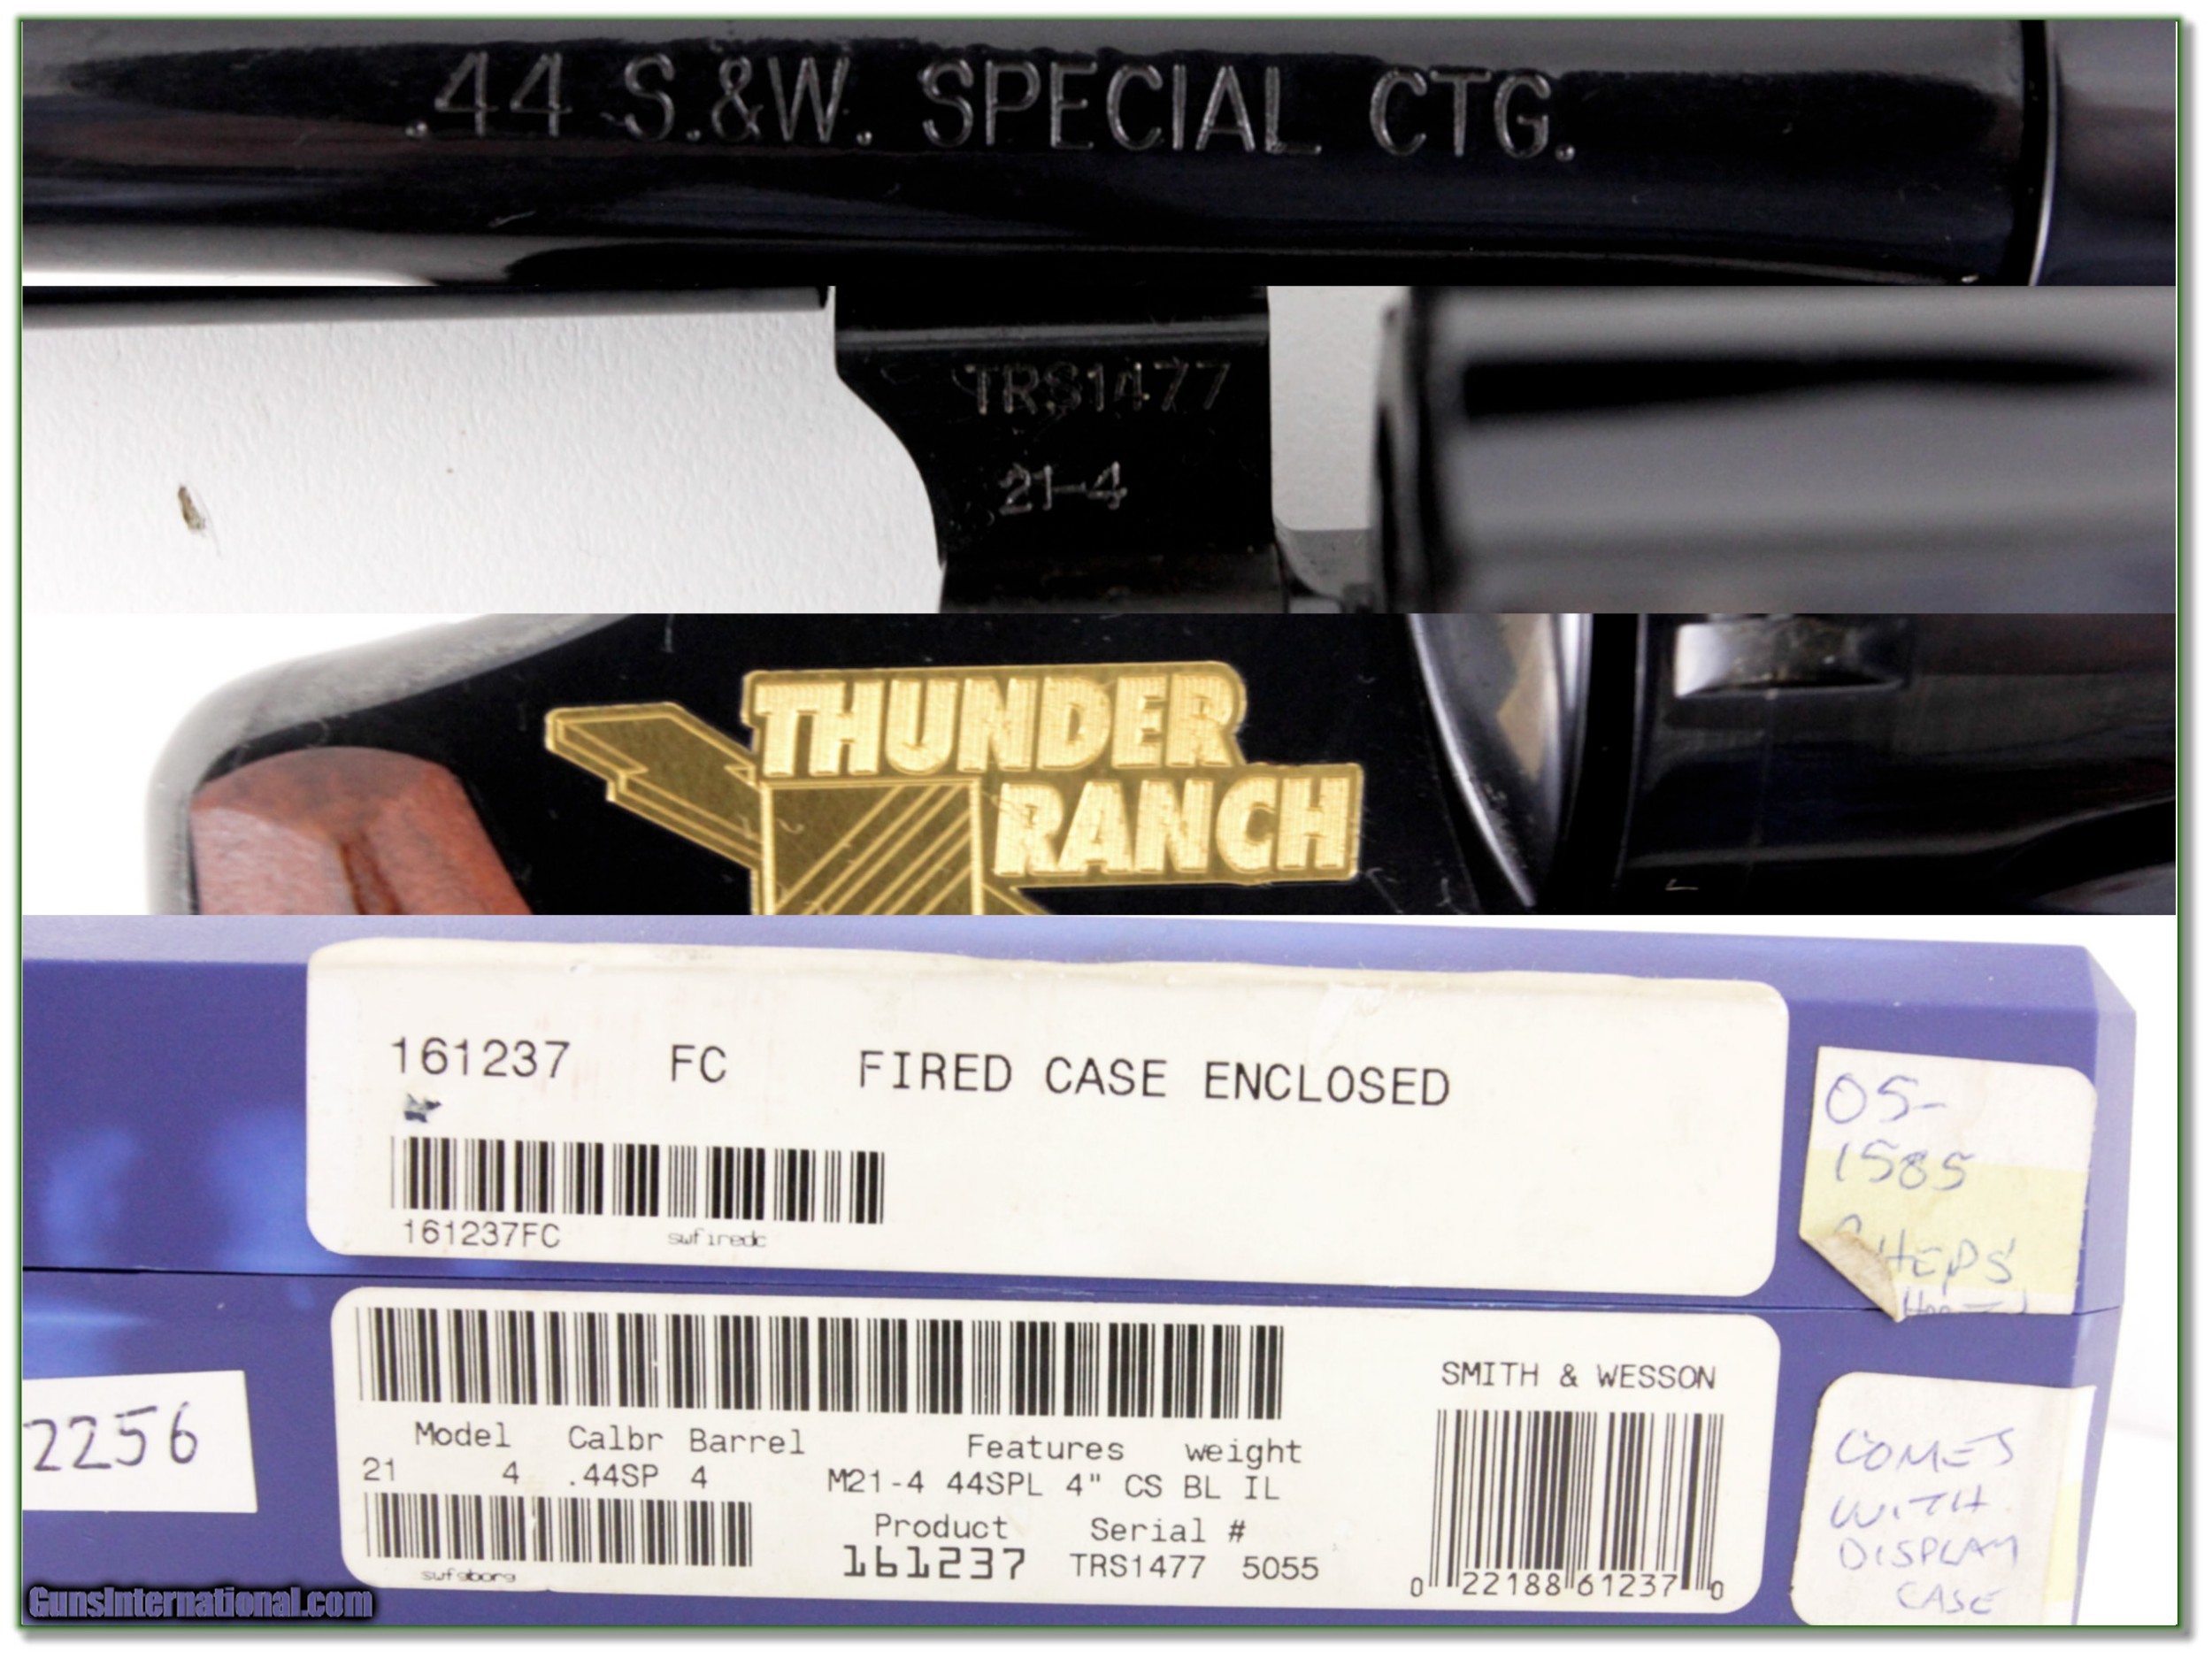 .44 S.&W. SPECIAL CTG.
TRS1477
21-4
THUNDER
RANCH
161237 FC FIRED CASE ENCLOSED
161237FC swfiredc
05-
1585
2256
Model Calbr Barrel Features weight
21 4 .44SP 4 M21-4 44SPL 4" CS BL IL
Product Serial #
161237 TRS1477 5055
SMITH & WESSON
0 22188 61237 0
COMES
WITH
DISPLAY
CASE
GunsInternational.com